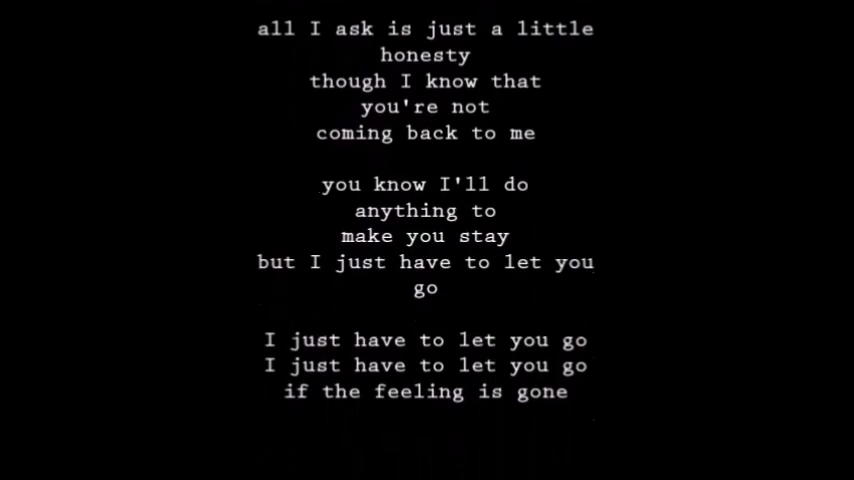 all I ask is just a little
honesty
though I know that
you're not
coming back to me
you know I'll do
anything to
make you stay
but I just have to let you
go
I just have to let you go
I just have to let you go
if the feeling is gone